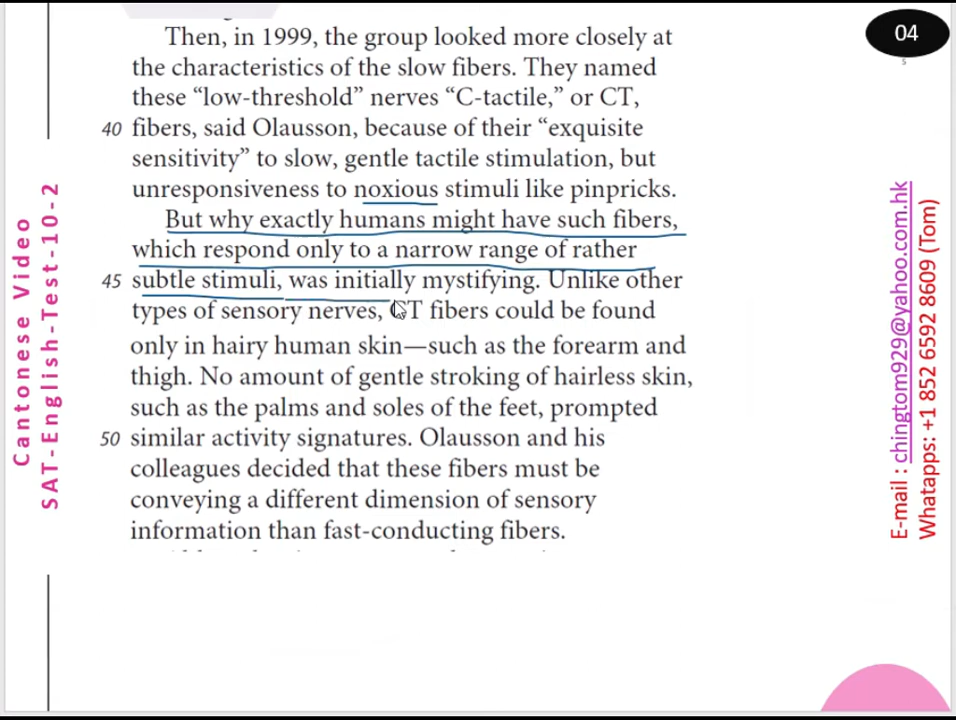 Then, in 1999, the group looked more closely at
the characteristics of the slow fibers. They named
these “low-threshold” nerves “C-tactile,” or CT,
40 fibers, said Olausson, because of their “exquisite
sensitivity” to slow, gentle tactile stimulation, but
unresponsiveness to noxious stimuli like pinpricks.
But why exactly humans might have such fibers,
which respond only to a narrow range of rather
45 subtle stimuli, was initially mystifying. Unlike other
types of sensory nerves, CT fibers could be found
only in hairy human skin—such as the forearm and
thigh. No amount of gentle stroking of hairless skin,
such as the palms and soles of the feet, prompted
50 similar activity signatures. Olausson and his
colleagues decided that these fibers must be
conveying a different dimension of sensory
information than fast-conducting fibers.
04
s
Cantonese Video
SAT-English-Test-10-2
E-mail : chingtom929@yahoo.com.hk
Whatapps: +1 852 6592 8609 (Tom)